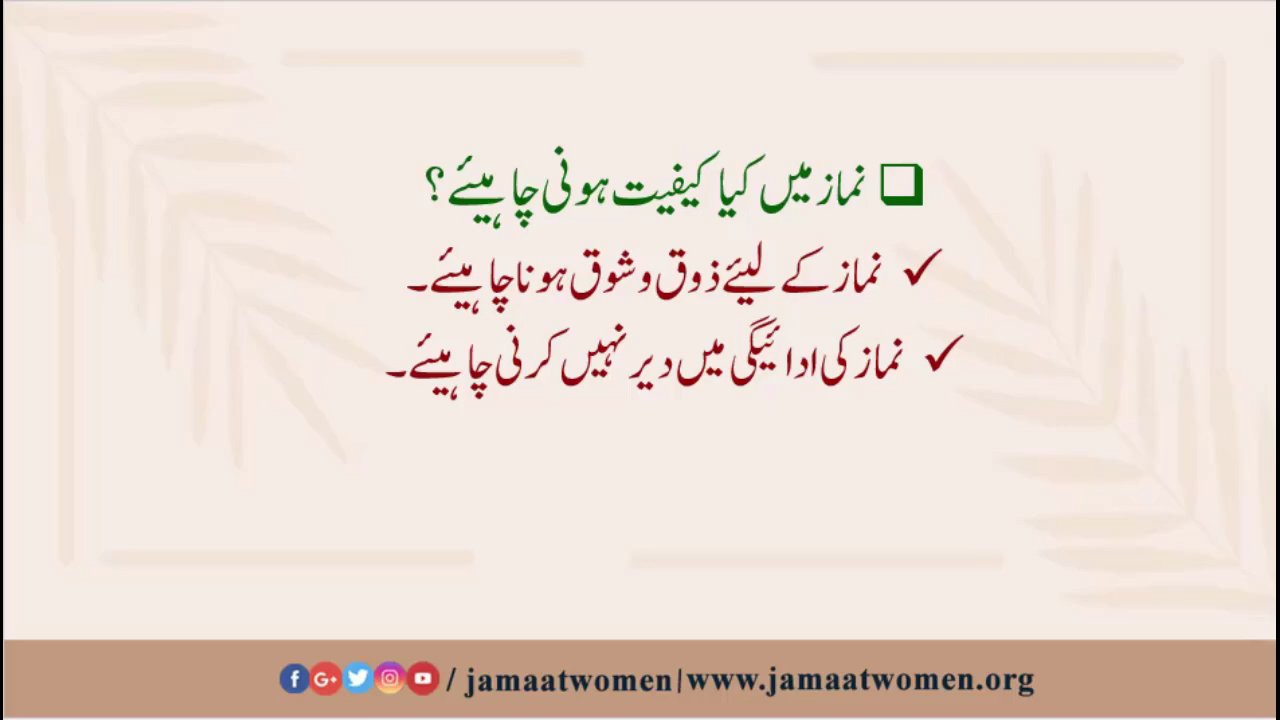 نماز میں کیا کیفیت ہونی چاہیئے؟
نماز کے لیئے ذوق و شوق ہونا چاہیئے۔
نماز کی ادائیگی میں دیر نہیں کرنی چاہیئے۔
/ jamaatwomen|www.jamaatwomen.org